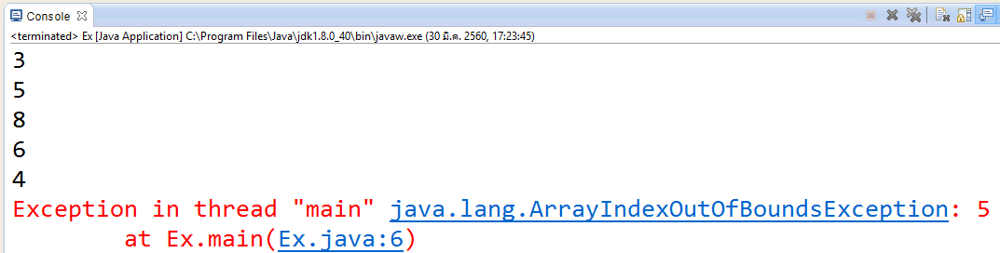 Console
<terminated> Ex [Java Application] C:\Program Files\Java\jdk1.8.0_40\bin\javaw.exe (30 มี.ค. 2560, 17:23:45)
3
5
8
6
4
Exception in thread "main" java.lang.ArrayIndexOutOfBoundsException: 5
at Ex.main(Ex.java:6)